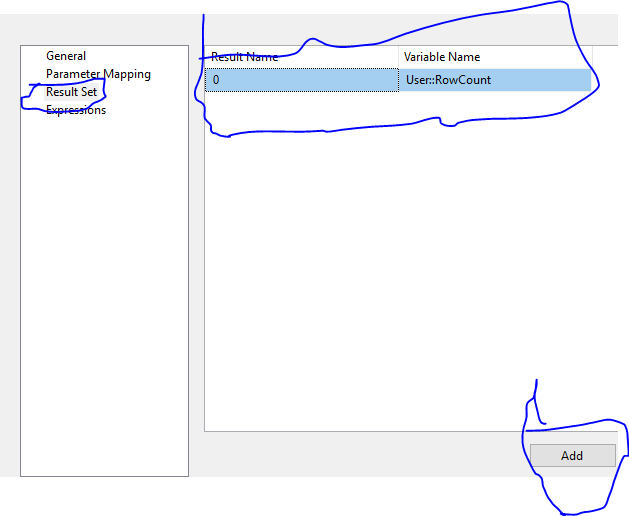 General
Parameter Mapping
Result Set
Expressions
Result Name Variable Name
0 User::RowCount
Add